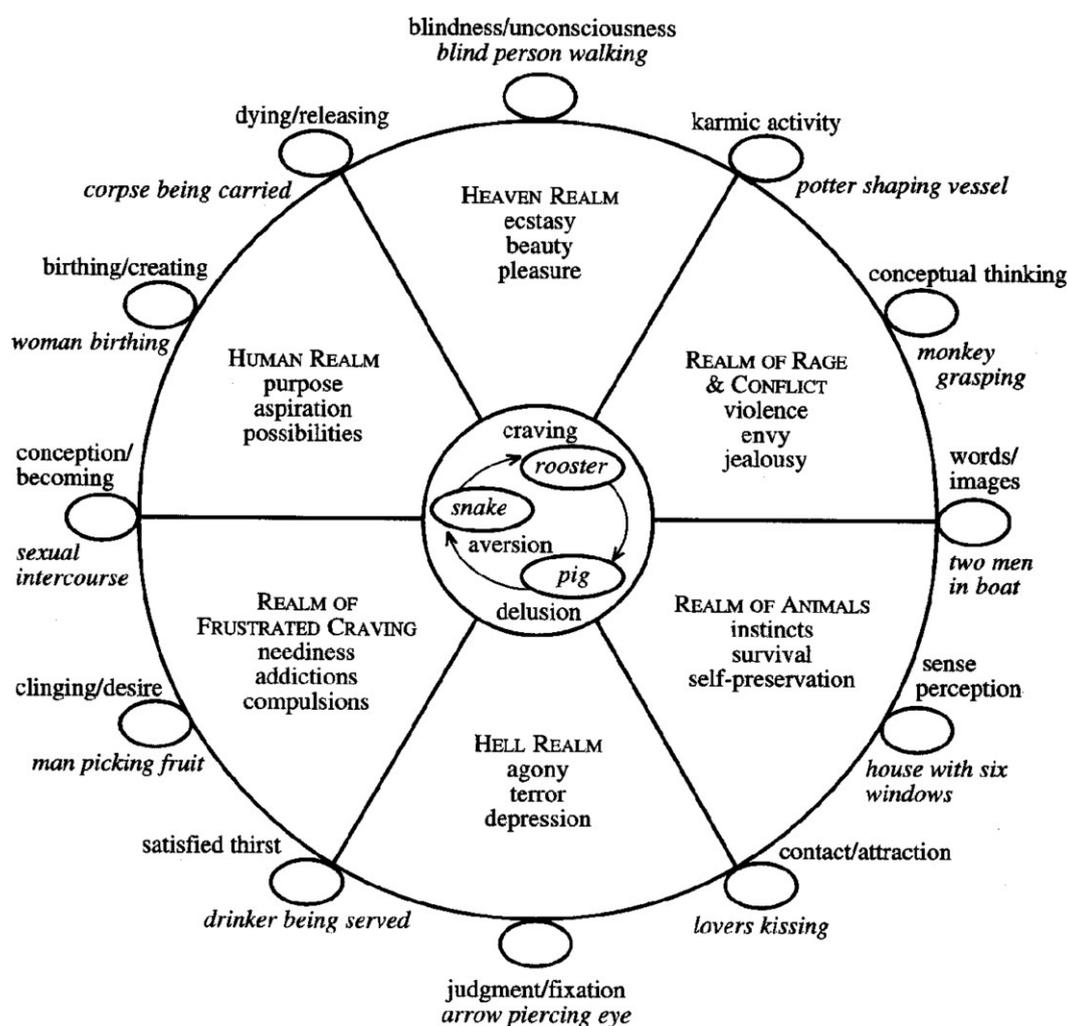 blindness/unconsciousness
blind person walking
dying/releasing
corpse being carried
karmic activity
potter shaping vessel
HEAVEN REALM
ecstasy
beauty
pleasure
birthing/creating
woman birthing
conceptual thinking
monkey
grasping
HUMAN REALM
purpose
aspiration
possibilities
REALM OF RAGE
& CONFLICT
violence
envy
jealousy
conception/
becoming
sexual
intercourse
craving
rooster
snake
aversion
pig
delusion
words/
images
two men
in boat
REALM OF
FRUSTRATED CRAVING
neediness
addictions
compulsions
REALM OF ANIMALS
instincts
survival
self-preservation
clinging/desire
man picking fruit
sense
perception
house with six
windows
HELL REALM
agony
terror
depression
satisfied thirst
drinker being served
contact/attraction
lovers kissing
judgment/fixation
arrow piercing eye